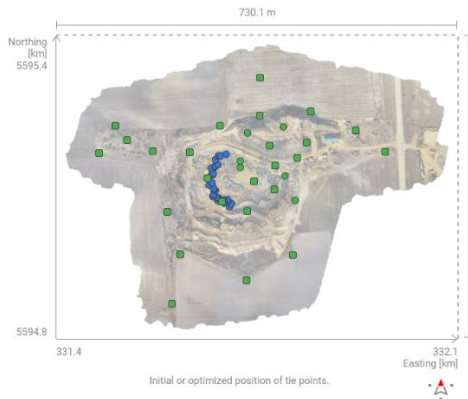 730.1 m
Northing
[km]
5595.4
5594.8
331.4
332.1
Easting [km]
Initial or optimized position of tie points.